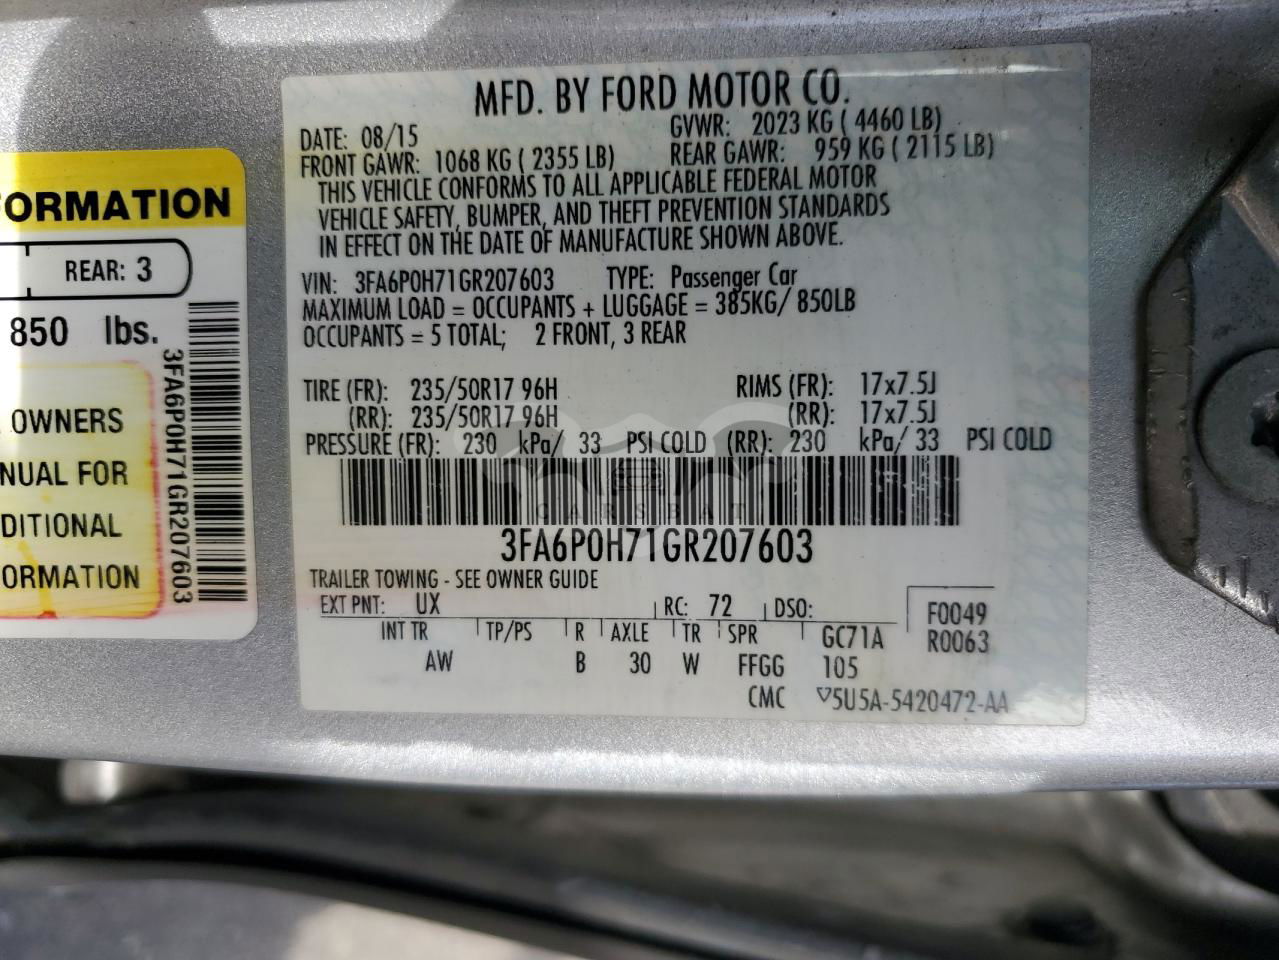 MFD. BY FORD MOTOR CO.
DATE: 08/15 GVWR: 2023 KG ( 4460 LB)
FRONT GAWR: 1068 KG ( 2355 LB) REAR GAWR: 959 KG ( 2115 LB)
THIS VEHICLE CONFORMS TO ALL APPLICABLE FEDERAL MOTOR
VEHICLE SAFETY, BUMPER, AND THEFT PREVENTION STANDARDS
IN EFFECT ON THE DATE OF MANUFACTURE SHOWN ABOVE.
VIN: 3FA6P0H71GR207603 TYPE: Passenger Car
MAXIMUM LOAD = OCCUPANTS + LUGGAGE = 385KG/ 850LB
OCCUPANTS = 5 TOTAL; 2 FRONT, 3 REAR
TIRE (FR): 235/50R17 96H RIMS (FR): 17x7.5J
(RR): 235/50R17 96H (RR): 17x7.5J
PRESSURE (FR): 230 kPa/ 33 PSI COLD (RR): 230 kPa/ 33 PSI COLD
CARSBAT
3FA6P0H71GR207603
TRAILER TOWING - SEE OWNER GUIDE
EXT PNT: UX RC: 72 DSO: F0049
INT TR TP/PS R AXLE TR SPR GC71A R0063
AW B 30 W FFGG 105
CMC ▽5U5A-5420472-AA
FORMATION
REAR: 3
850 lbs.
OWNERS
NUAL FOR
DITIONAL
ORMATION
3FA6P0H71GR207603